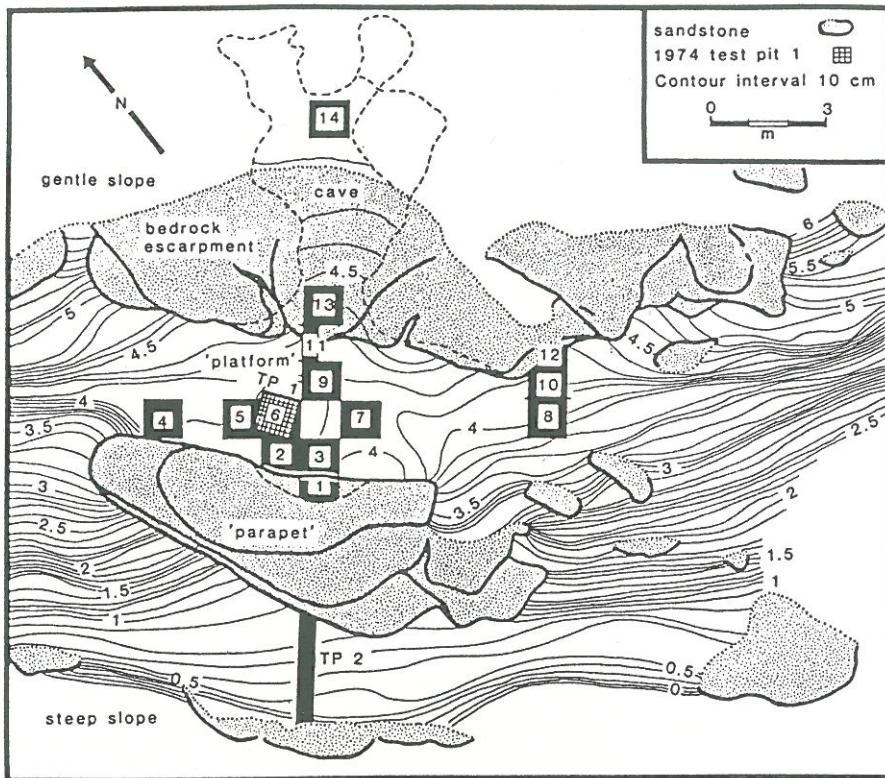 sandstone
1974 test pit 1
Contour interval 10 cm
0 3
m
N
14
gentle slope
cave
bedrock
escarpment
6
5.5
5
4.5
5
13
4.5
4.5
11
12
'platform'
TP 1
9
10
4
4
5
6
7
8
4
3.5
2
3
4
2.5
3
1
3
3.5
2
2.5
'parapet'
2
1.5
1.5
1
1
TP 2
0.5
0.5
0
steep slope